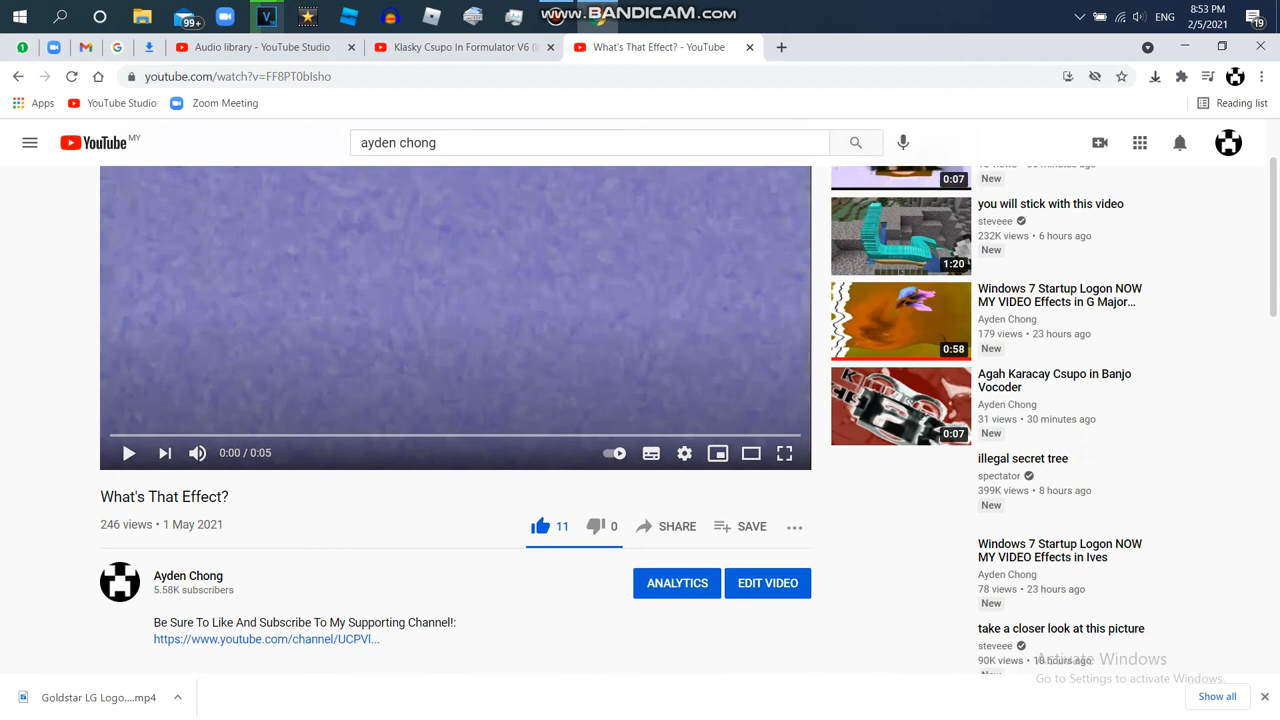 99+
www.BANDICAM.com
ENG
8:53 PM
2/5/2021
19
Audio library - YouTube Studio
Klasky Csupo In Formulator V6 (
What's That Effect? - YouTube
youtube.com/watch?v=FF8PT0bIsho
Apps
YouTube Studio
Zoom Meeting
Reading list
YouTube MY
ayden chong
0:07
New
you will stick with this video
steveee
232K views • 6 hours ago
New
1:20
Windows 7 Startup Logon NOW
MY VIDEO Effects in G Major...
Ayden Chong
179 views • 23 hours ago
New
0:58
Agah Karacay Csupo in Banjo
Vocoder
Ayden Chong
31 views • 30 minutes ago
New
0:07
illegal secret tree
spectator
399K views • 8 hours ago
New
Windows 7 Startup Logon NOW
MY VIDEO Effects in Ives
Ayden Chong
78 views • 23 hours ago
New
take a closer look at this picture
steveee
90K views •
0:00 / 0:05
What's That Effect?
246 views • 1 May 2021
11
0
SHARE
SAVE
Ayden Chong
5.58K subscribers
ANALYTICS
EDIT VIDEO
Be Sure To Like And Subscribe To My Supporting Channel!:
https://www.youtube.com/channel/UCPVl...
Activate Windows
Go to Settings to activate Windows.
Goldstar LG Logo....mp4
Show all